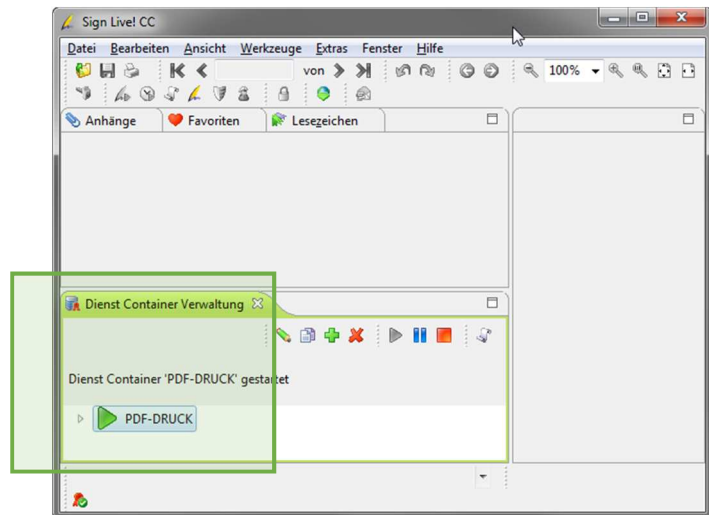 Sign Live! CC
Datei Bearbeiten Ansicht Werkzeuge Extras Fenster Hilfe
von 100%
Anhänge Favoriten Lesezeichen
Dienst Container Verwaltung
Dienst Container 'PDF-DRUCK' gestartet
PDF-DRUCK